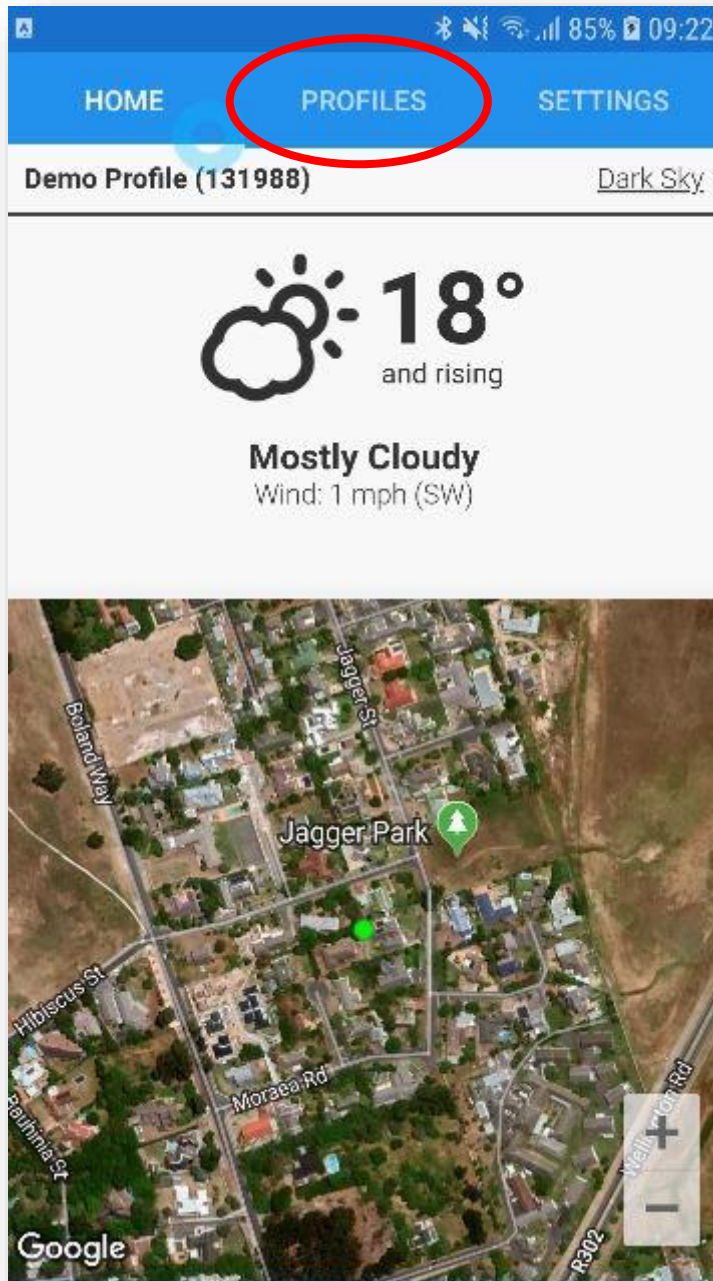 85% 09:22
HOME PROFILES SETTINGS
Demo Profile (131988) Dark Sky
18°
and rising
Mostly Cloudy
Wind: 1 mph (SW)
Jagger St
Boland Way
Jagger Park
Hibiscus St
Moraea Rd
Bauhinia St
Wellington Rd
+
−
Google
R302